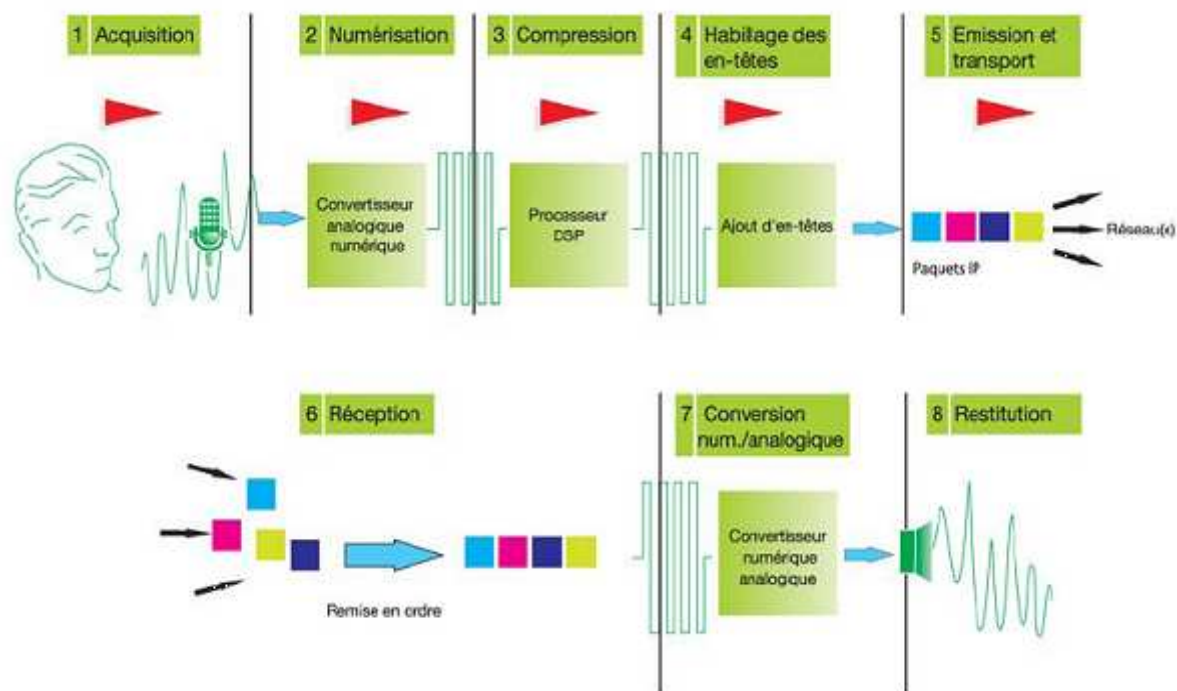 1 Acquisition
2 Numérisation
3 Compression
4 Habillage des
en-têtes
5 Emission et
transport
Convertisseur
analogique
numérique
Processeur
DSP
Ajout d'en-têtes
Réseau(x)
Paquets IP
6 Réception
7 Conversion
num./analogique
8 Restitution
Convertisseur
numérique
analogique
Remise en ordre